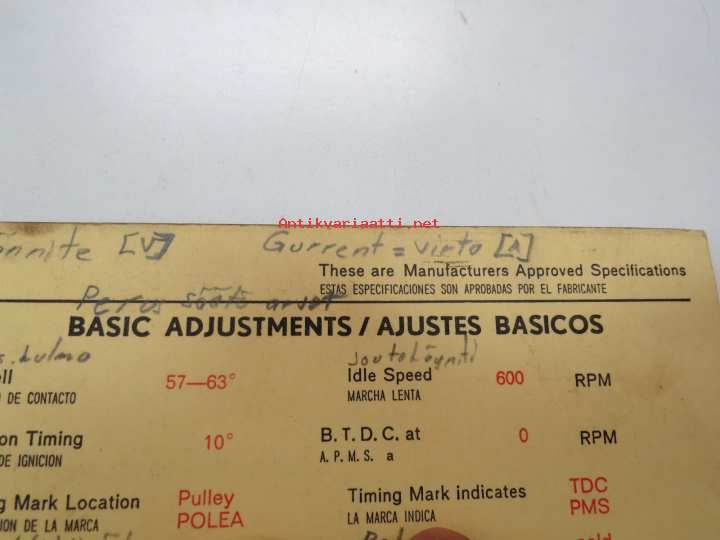 Antikvariaatti.net
[V] Current = virta [A]
These are Manufacturers Approved Specifications
ESTAS ESPECIFICACIONES SON APROBADAS POR EL FABRICANTE
Perus säätö arvot
BASIC ADJUSTMENTS / AJUSTES BASICOS
57—63°
O DE CONTACTO
Idle Speed 600 RPM
MARCHA LENTA
on Timing 10°
DE IGNICION
B.T.D.C. at 0 RPM
A.P.M.S. a
g Mark Location Pulley
ION DE LA MARCA POLEA
Timing Mark indicates TDC
LA MARCA INDICA PMS